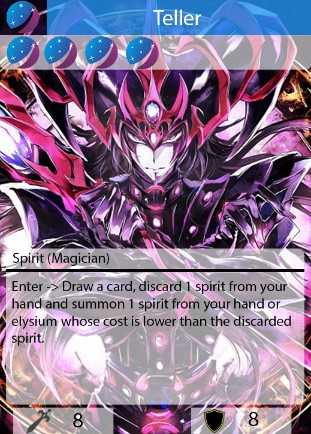 Teller
Spirit (Magician)
Enter -> Draw a card, discard 1 spirit from your
hand and summon 1 spirit from your hand or
elysium whose cost is lower than the discarded
spirit.
8
8